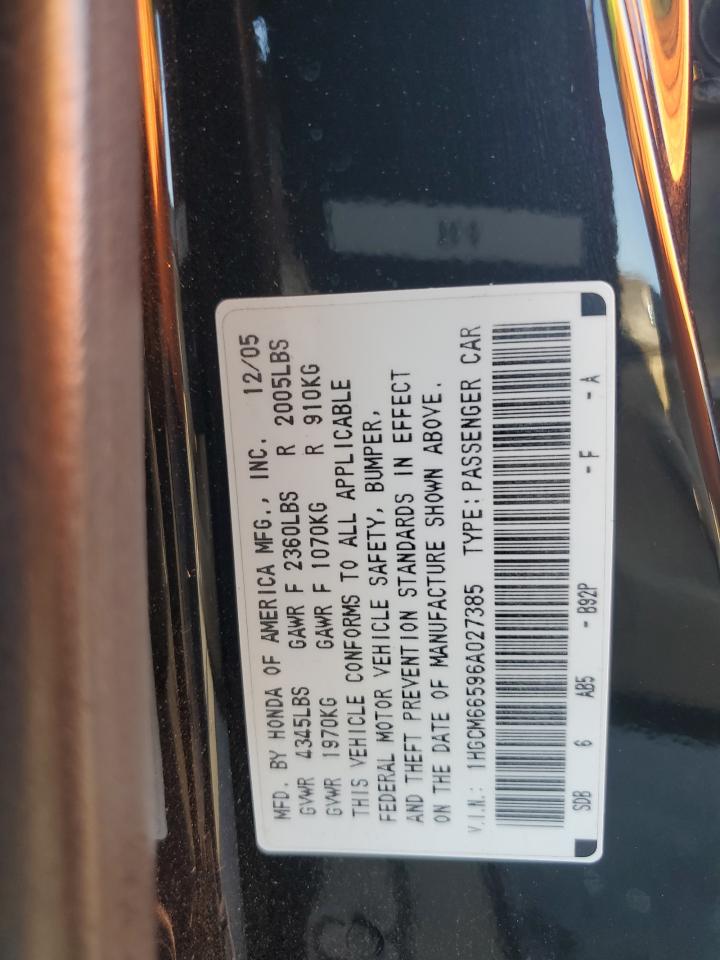 MFD. BY HONDA OF AMERICA MFG., INC. 12/05
GVWR 4345LBS GAWR F 2360LBS R 2005LBS
GVWR 1970KG GAWR F 1070KG R 910KG
THIS VEHICLE CONFORMS TO ALL APPLICABLE
FEDERAL MOTOR VEHICLE SAFETY, BUMPER,
AND THEFT PREVENTION STANDARDS IN EFFECT
ON THE DATE OF MANUFACTURE SHOWN ABOVE.
V.I.N.: 1HGCM66596A027385 TYPE:PASSENGER CAR
SDB 6 AB5 - B92P - F - A